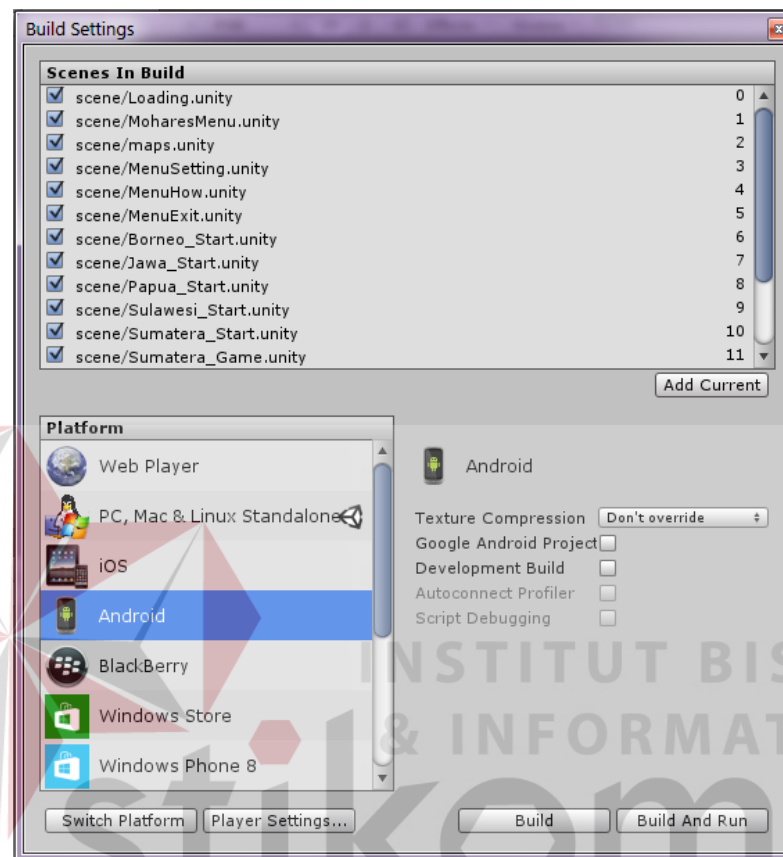 Build Settings
Scenes In Build
scene/Loading.unity 0
scene/MoharesMenu.unity 1
scene/maps.unity 2
scene/MenuSetting.unity 3
scene/MenuHow.unity 4
scene/MenuExit.unity 5
scene/Borneo_Start.unity 6
scene/Jawa_Start.unity 7
scene/Papua_Start.unity 8
scene/Sulawesi_Start.unity 9
scene/Sumatera_Start.unity 10
scene/Sumatera_Game.unity 11
Add Current
Platform
Web Player
PC, Mac & Linux Standalone
iOS
Android
BlackBerry
Windows Store
Windows Phone 8
Android
Texture Compression Don't override
Google Android Project
Development Build
Autoconnect Profiler
Script Debugging
INSTITUT BIS
& INFORMAT
stikom
Switch Platform Player Settings... Build Build And Run